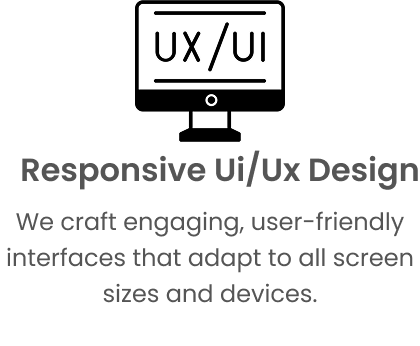 UX/UI
Responsive Ui/Ux Design
We craft engaging, user-friendly
interfaces that adapt to all screen
sizes and devices.